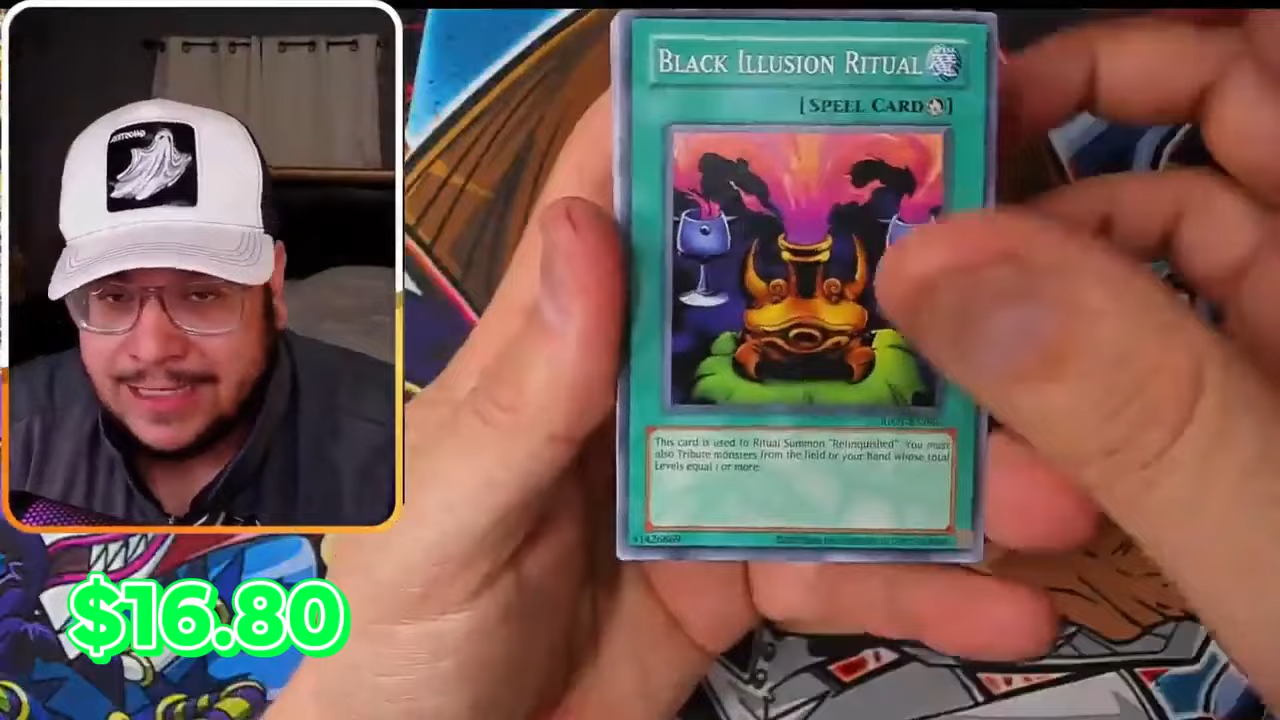 BLACK ILLUSION RITUAL
[SPELL CARD]
This card is used to Ritual Summon "Relinquished". You must
also Tribute monsters from the field or your hand whose total
Levels equal 1 or more.
$16.80